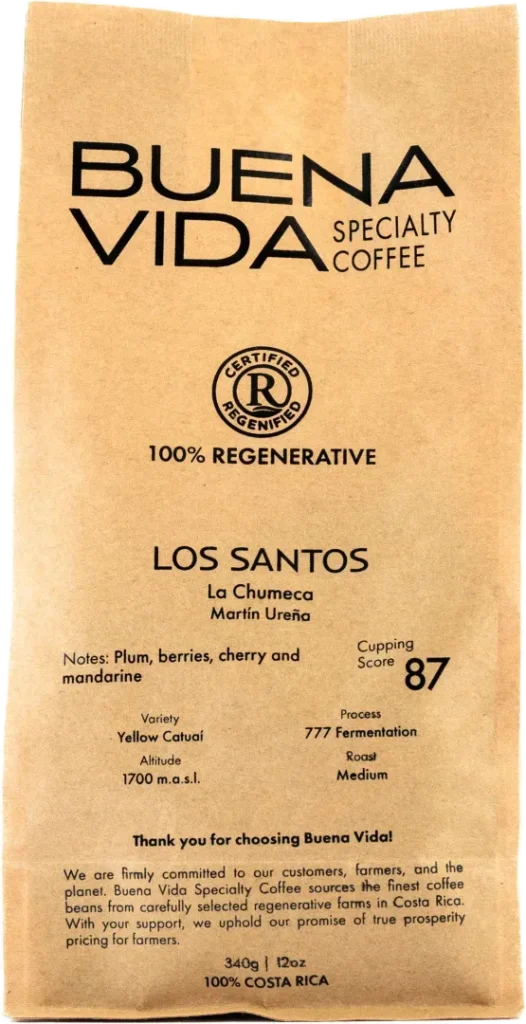 BUENA
VIDA SPECIALTY
COFFEE
CERTIFIED
R
REGENIFIED
100% REGENERATIVE
LOS SANTOS
La Chumeca
Martín Ureña
Notes: Plum, berries, cherry and
mandarine
Cupping
Score 87
Variety
Yellow Catuaí
Process
777 Fermentation
Altitude
1700 m.a.s.l.
Roast
Medium
Thank you for choosing Buena Vida!
We are firmly committed to our customers, farmers, and the
planet. Buena Vida Specialty Coffee sources the finest coffee
beans from carefully selected regenerative farms in Costa Rica.
With your support, we uphold our promise of true prosperity
pricing for farmers.
340g | 12oz
100% COSTA RICA